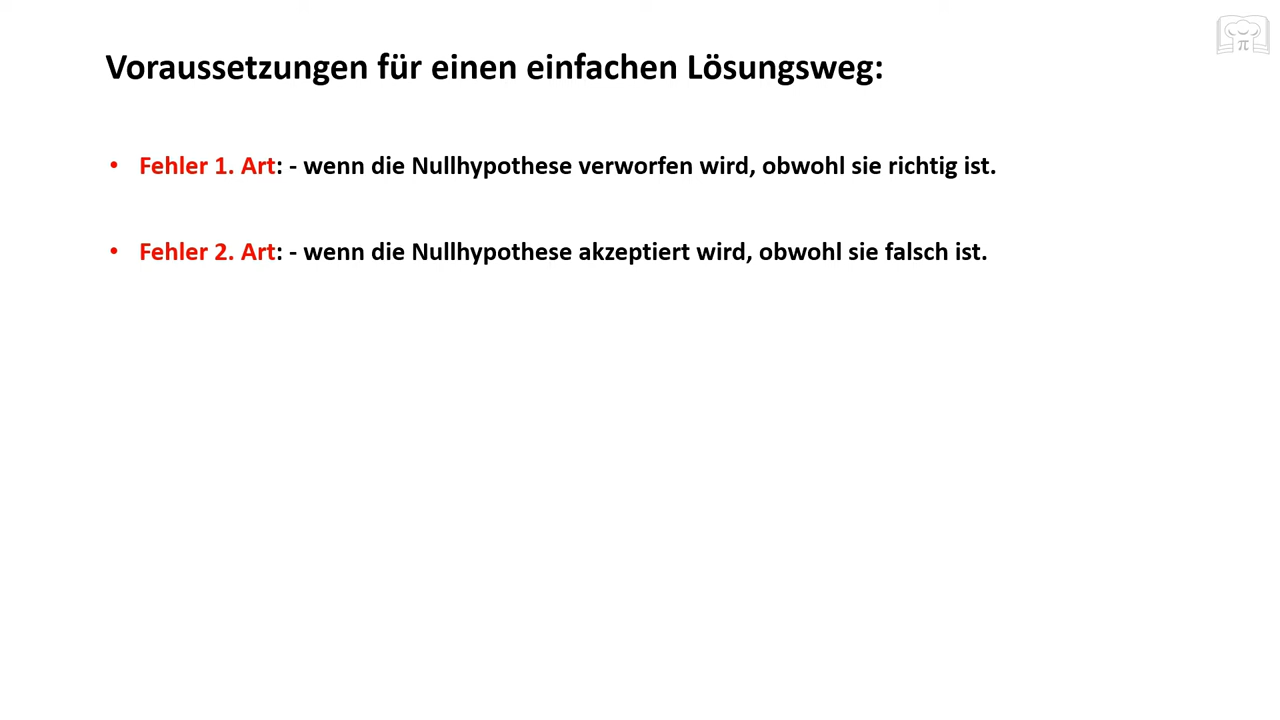 Voraussetzungen für einen einfachen Lösungsweg:
• Fehler 1. Art: - wenn die Nullhypothese verworfen wird, obwohl sie richtig ist.
• Fehler 2. Art: - wenn die Nullhypothese akzeptiert wird, obwohl sie falsch ist.
π